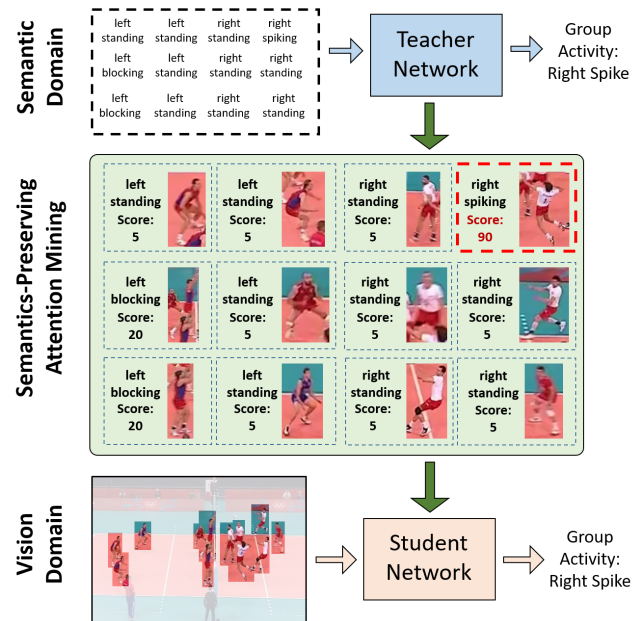 Semantic
Domain
left
standing
left
standing
right
standing
right
spiking
left
blocking
left
standing
right
standing
right
standing
left
blocking
left
standing
right
standing
right
standing
Teacher
Network
Group
Activity:
Right Spike
Semantics-Preserving
Attention Mining
left
standing
Score:
5
left
standing
Score:
5
right
standing
Score:
5
right
spiking
Score:
90
left
blocking
Score:
20
left
standing
Score:
5
right
standing
Score:
5
right
standing
Score:
5
left
blocking
Score:
20
left
standing
Score:
5
right
standing
Score:
5
right
standing
Score:
5
Vision
Domain
Student
Network
Group
Activity:
Right Spike